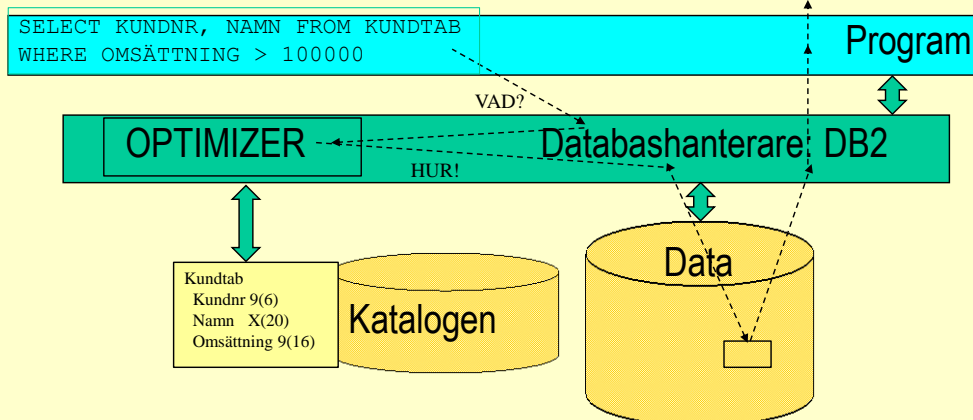 SELECT KUNDNR, NAMN FROM KUNDTAB
WHERE OMSÄTTNING > 100000
Program
VAD?
OPTIMIZER
Databashanterare DB2
HUR!
Kundtab
Kundnr 9(6)
Namn X(20)
Omsättning 9(16)
Katalogen
Data